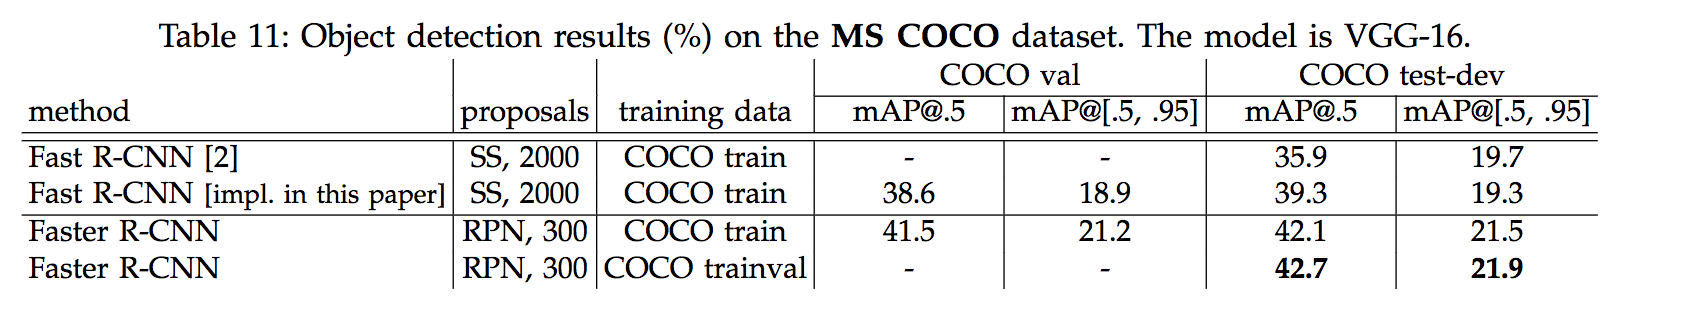 Table 11: Object detection results (%) on the MS COCO dataset. The model is VGG-16.
COCO val COCO test-dev
method proposals training data mAP@.5 mAP@[.5, .95] mAP@.5 mAP@[.5, .95]
Fast R-CNN [2] SS, 2000 COCO train - - 35.9 19.7
Fast R-CNN [impl. in this paper] SS, 2000 COCO train 38.6 18.9 39.3 19.3
Faster R-CNN RPN, 300 COCO train 41.5 21.2 42.1 21.5
Faster R-CNN RPN, 300 COCO trainval - - 42.7 21.9